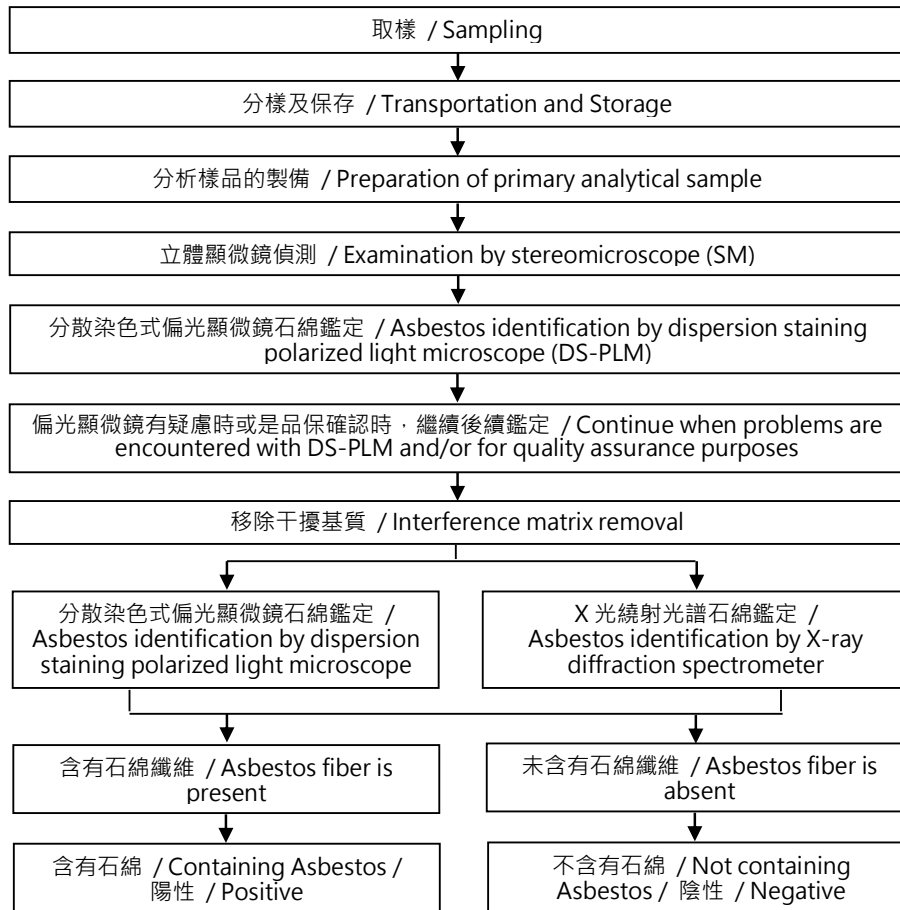 取樣 / Sampling
分樣及保存 / Transportation and Storage
分析樣品的製備 / Preparation of primary analytical sample
立體顯微鏡偵測 / Examination by stereomicroscope (SM)
分散染色式偏光顯微鏡石綿鑑定 / Asbestos identification by dispersion staining
polarized light microscope (DS-PLM)
偏光顯微鏡有疑慮時或是品保確認時，繼續後續鑑定 / Continue when problems are
encountered with DS-PLM and/or for quality assurance purposes
移除干擾基質 / Interference matrix removal
分散染色式偏光顯微鏡石綿鑑定 /
Asbestos identification by dispersion
staining polarized light microscope
X 光繞射光譜石綿鑑定 /
Asbestos identification by X-ray
diffraction spectrometer
含有石綿纖維 / Asbestos fiber is
present
未含有石綿纖維 / Asbestos fiber is
absent
含有石綿 / Containing Asbestos /
陽性 / Positive
不含有石綿 / Not containing
Asbestos / 陰性 / Negative